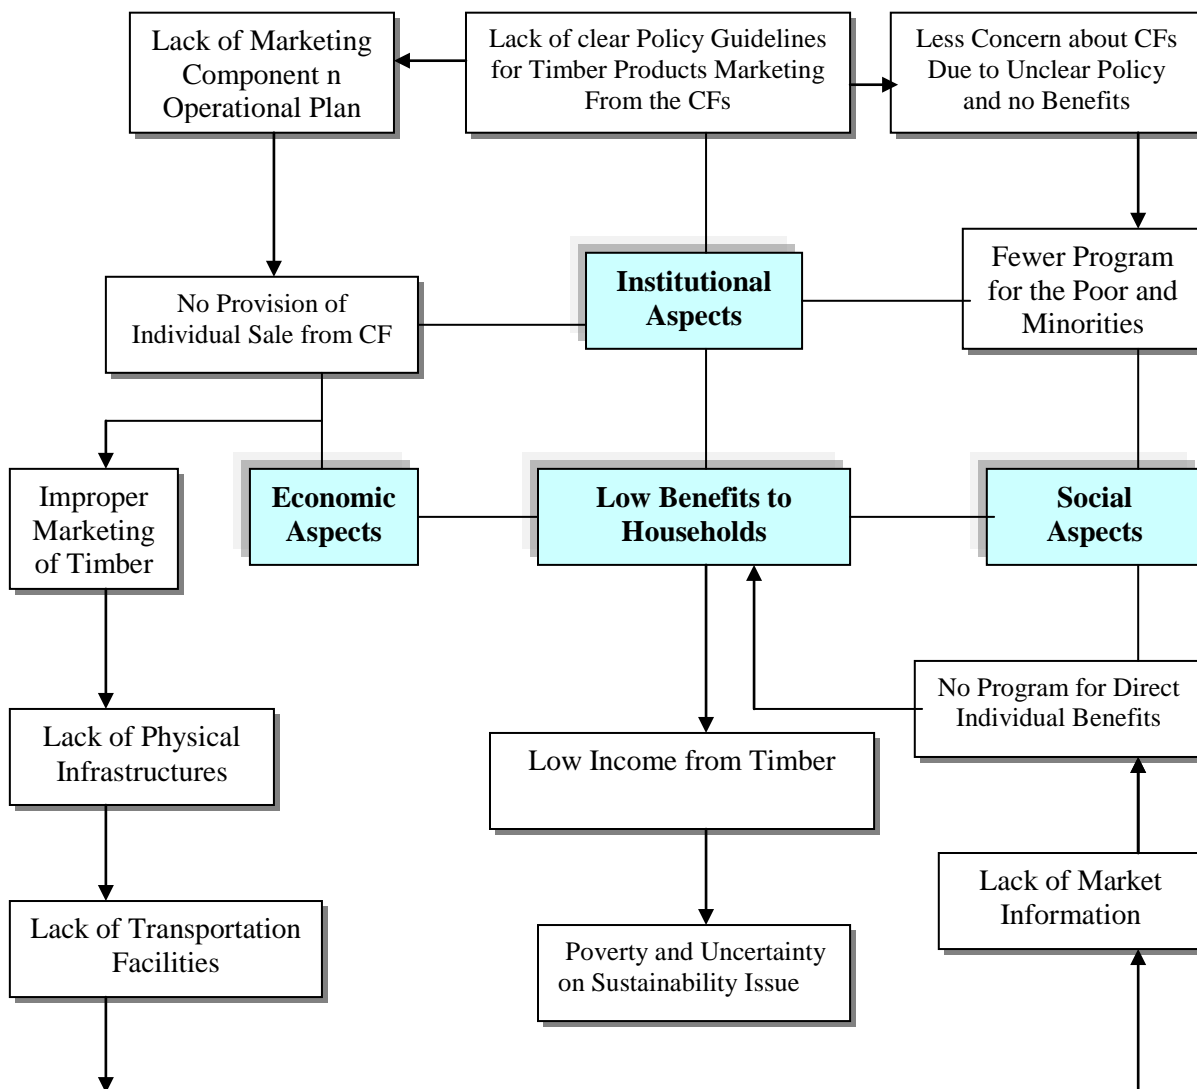 Lack of Marketing
Component n
Operational Plan
Lack of clear Policy Guidelines
for Timber Products Marketing
From the CFs
Less Concern about CFs
Due to Unclear Policy
and no Benefits
No Provision of
Individual Sale from CF
Institutional
Aspects
Fewer Program
for the Poor and
Minorities
Improper
Marketing
of Timber
Economic
Aspects
Low Benefits to
Households
Social
Aspects
Lack of Physical
Infrastructures
Low Income from Timber
No Program for Direct
Individual Benefits
Lack of Transportation
Facilities
Poverty and Uncertainty
on Sustainability Issue
Lack of Market
Information